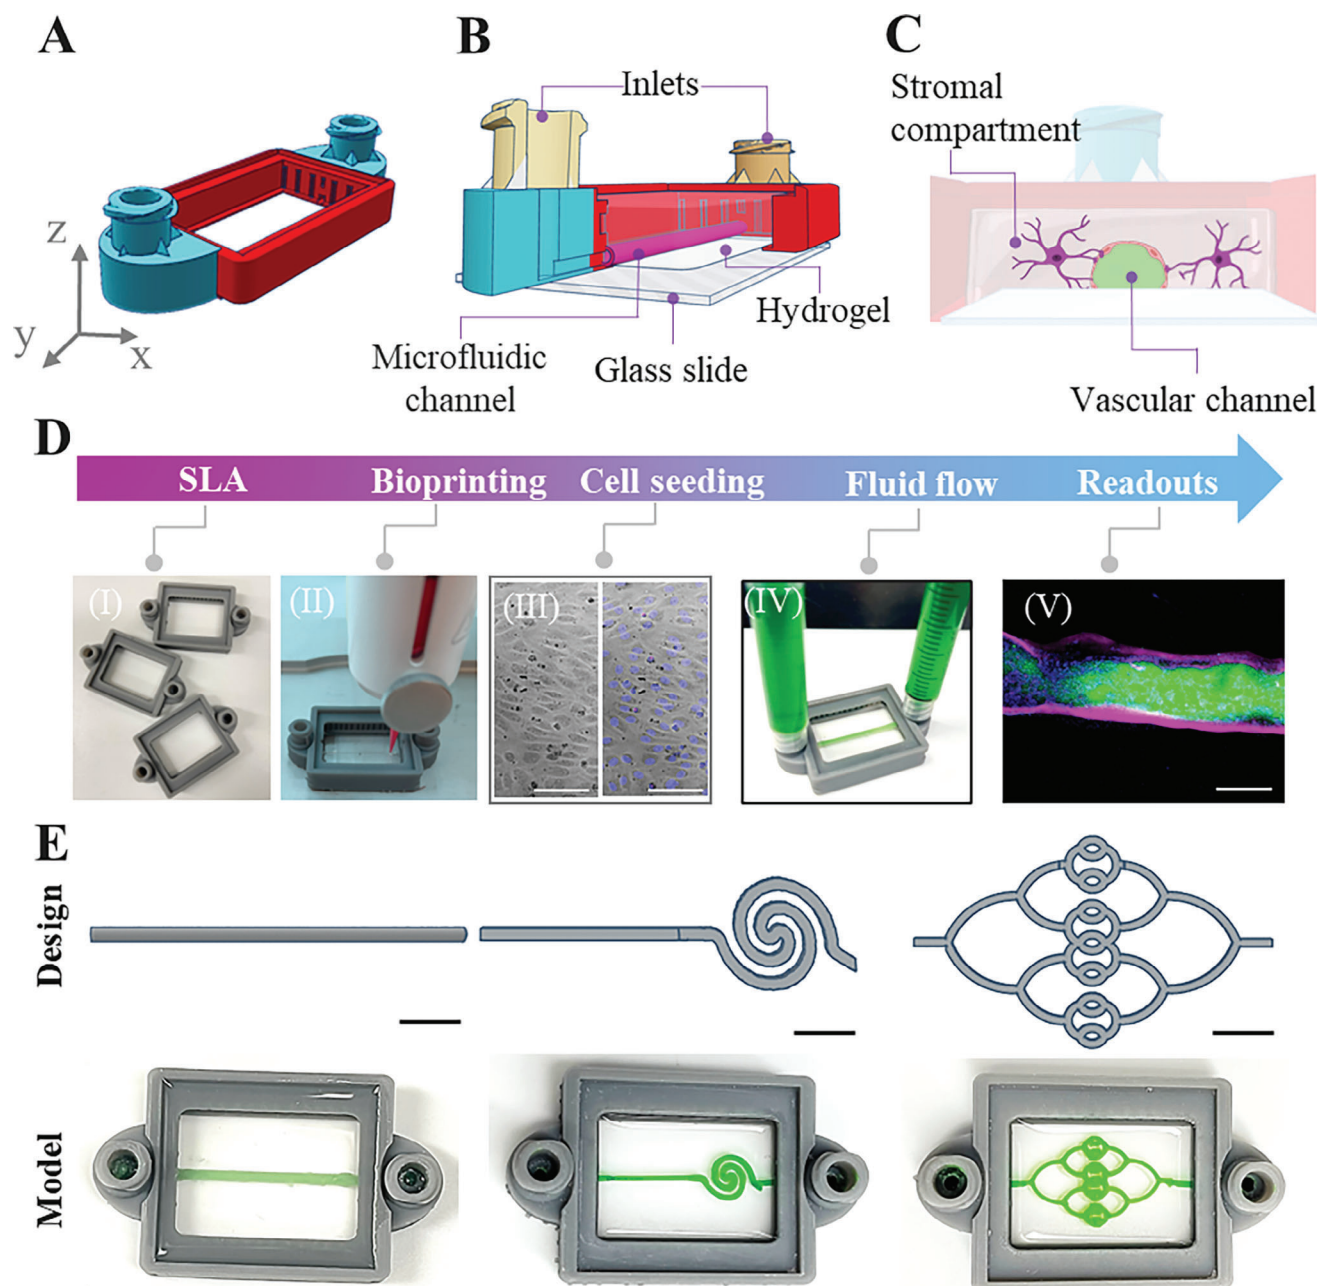 A
B
C
Inlets
Stromal
compartment
z
y
x
Hydrogel
Microfluidic
channel
Glass slide
Vascular channel
D
SLA
Bioprinting
Cell seeding
Fluid flow
Readouts
(I)
(II)
(III)
(IV)
(V)
E
Design
Model